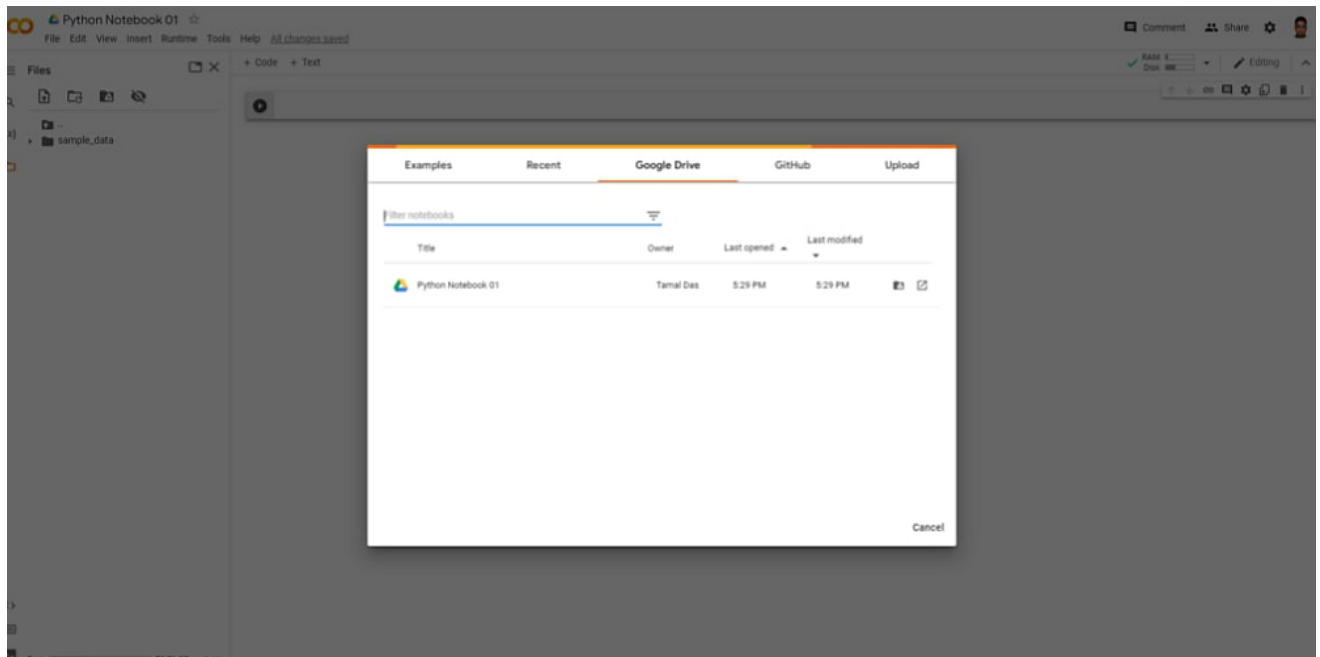 Python Notebook 01
Comment Share
File Edit View Insert Runtime Tools Help All changes saved
Files
+ Code + Text
RAM
Disk
Editing
..
sample_data
Examples Recent Google Drive GitHub Upload
Filter notebooks
Title Owner Last opened Last modified
Python Notebook 01 Tamal Das 5:29 PM 5:29 PM
Cancel